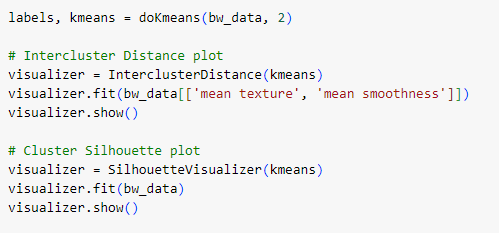 labels, kmeans = doKmeans(bw_data, 2)
# Intercluster Distance plot
visualizer = InterclusterDistance(kmeans)
visualizer.fit(bw_data[['mean texture', 'mean smoothness']])
visualizer.show()
# Cluster Silhouette plot
visualizer = SilhouetteVisualizer(kmeans)
visualizer.fit(bw_data)
visualizer.show()